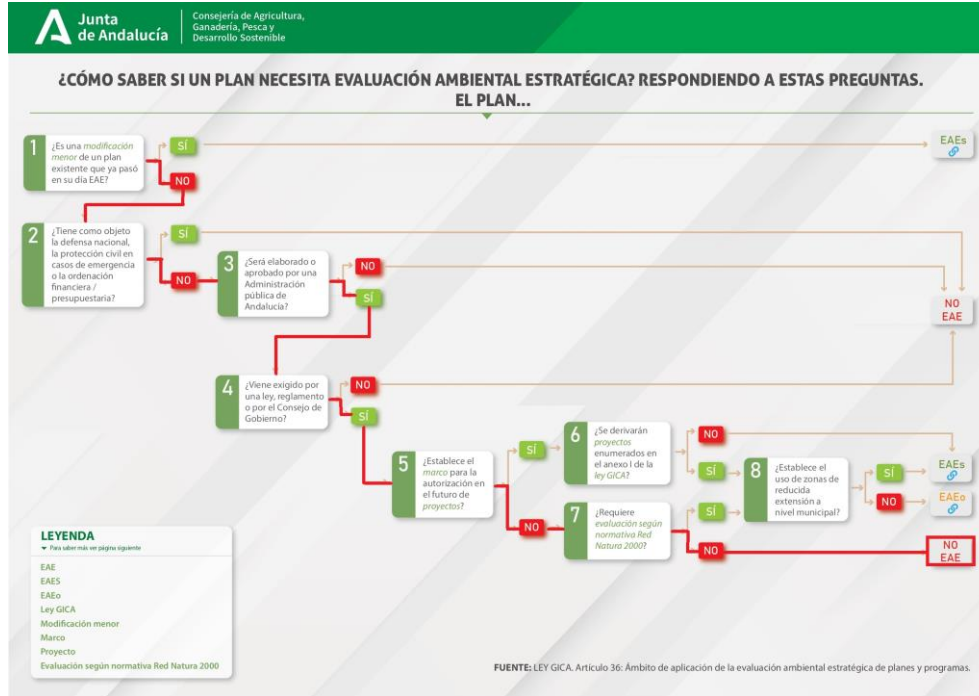 Junta
de Andalucía
Consejería de Agricultura,
Ganadería, Pesca y
Desarrollo Sostenible
¿CÓMO SABER SI UN PLAN NECESITA EVALUACIÓN AMBIENTAL ESTRATÉGICA? RESPONDIENDO A ESTAS PREGUNTAS.
EL PLAN...
1
¿Es una modificación
menor de un plan
existente que ya pasó
en su día EAE?
SÍ
NO
EAEs
2
¿Tiene como objeto
la defensa nacional,
la protección civil en
casos de emergencia
o la ordenación
financiera /
presupuestaria?
SÍ
NO
3
¿Será elaborado o
aprobado por una
Administración
pública de
Andalucía?
NO
SÍ
NO
EAE
4
¿Viene exigido por
una ley, reglamento
o por el Consejo de
Gobierno?
NO
SÍ
5
¿Establece el
marco para la
autorización en
el futuro de
proyectos?
SÍ
NO
6
¿Se derivarán
proyectos
enumerados en
el anexo I de la
ley GICA?
NO
SÍ
7
¿Requiere
evaluación según
normativa Red
Natura 2000?
SÍ
NO
8
¿Establece el
uso de zonas de
reducida
extensión a
nivel municipal?
SÍ
NO
EAEs
EAEo
NO
EAE
LEYENDA
Para saber más ver página siguiente
EAE
EAES
EAEo
Ley GICA
Modificación menor
Marco
Proyecto
Evaluación según normativa Red Natura 2000
FUENTE: LEY GICA. Artículo 36: Ámbito de aplicación de la evaluación ambiental estratégica de planes y programas.